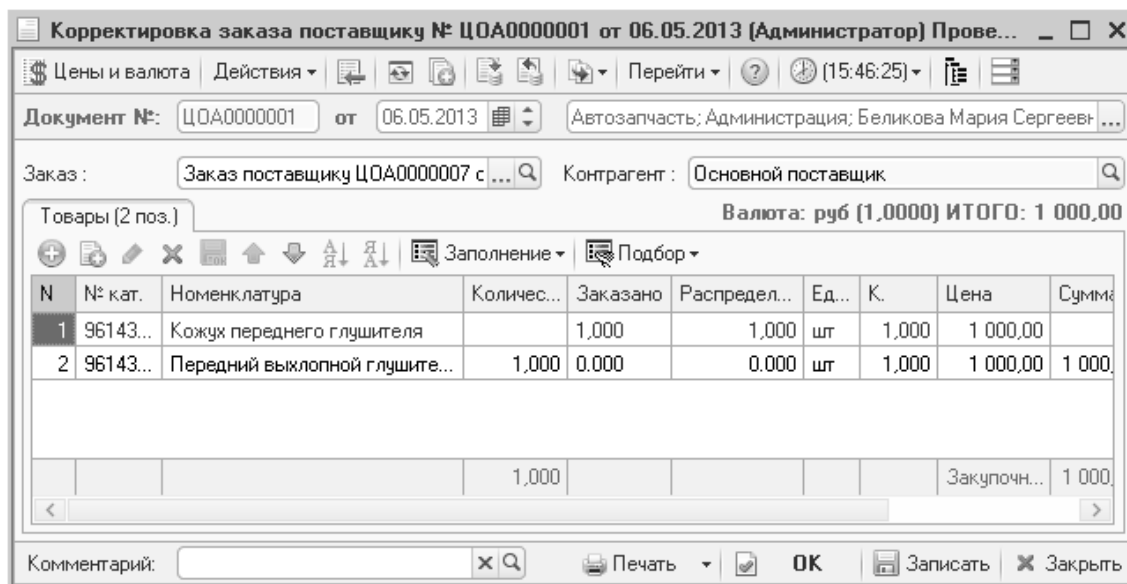 Корректировка заказа поставщику № ЦОА0000001 от 06.05.2013 (Администратор) Прове...
Цены и валюта Действия Перейти (15:46:25)
Документ №: ЦОА0000001 от 06.05.2013 Автозапчасть; Администрация; Беликова Мария Сергеевн ...
Заказ : Заказ поставщику ЦОА0000007 с ... Контрагент : Основной поставщик
Товары (2 поз.) Валюта: руб (1,0000) ИТОГО: 1 000,00
Заполнение Подбор
N № кат. Номенклатура Количес... Заказано Распредел... Ед... К. Цена Сумма
1 96143... Кожух переднего глушителя 1,000 1,000 шт 1,000 1 000,00
2 96143... Передний выхлопной глушите... 1,000 0.000 0.000 шт 1,000 1 000,00 1 000,
1,000 Закупочн... 1 000,
Комментарий: Печать OK Записать Закрыть